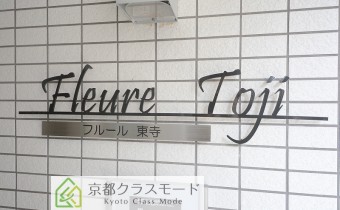 Fleure Toji
フルール 東寺
京都クラスモード
Kyoto Class Mode